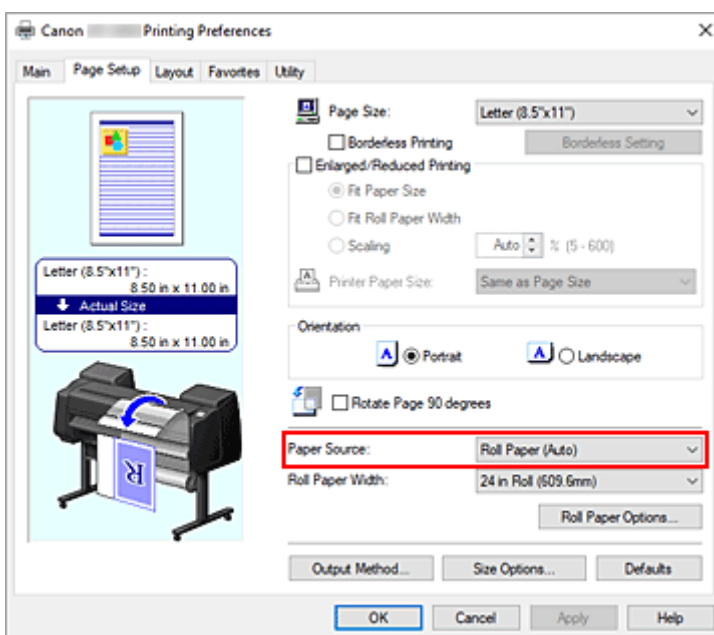 Canon Printing Preferences
Main Page Setup Layout Favorites Utility
Page Size: Letter (8.5"x11")
Borderless Printing Borderless Setting
Enlarged/Reduced Printing
Fit Paper Size
Fit Roll Paper Width
Scaling Auto % (5 - 600)
Printer Paper Size: Same as Page Size
Letter (8.5"x11") :
8.50 in x 11.00 in
Actual Size
Letter (8.5"x11") :
8.50 in x 11.00 in
Orientation
A Portrait A Landscape
Rotate Page 90 degrees
Paper Source: Roll Paper (Auto)
Roll Paper Width: 24 in Roll (609.6mm)
R
Roll Paper Options...
Output Method... Size Options... Defaults
OK Cancel Apply Help